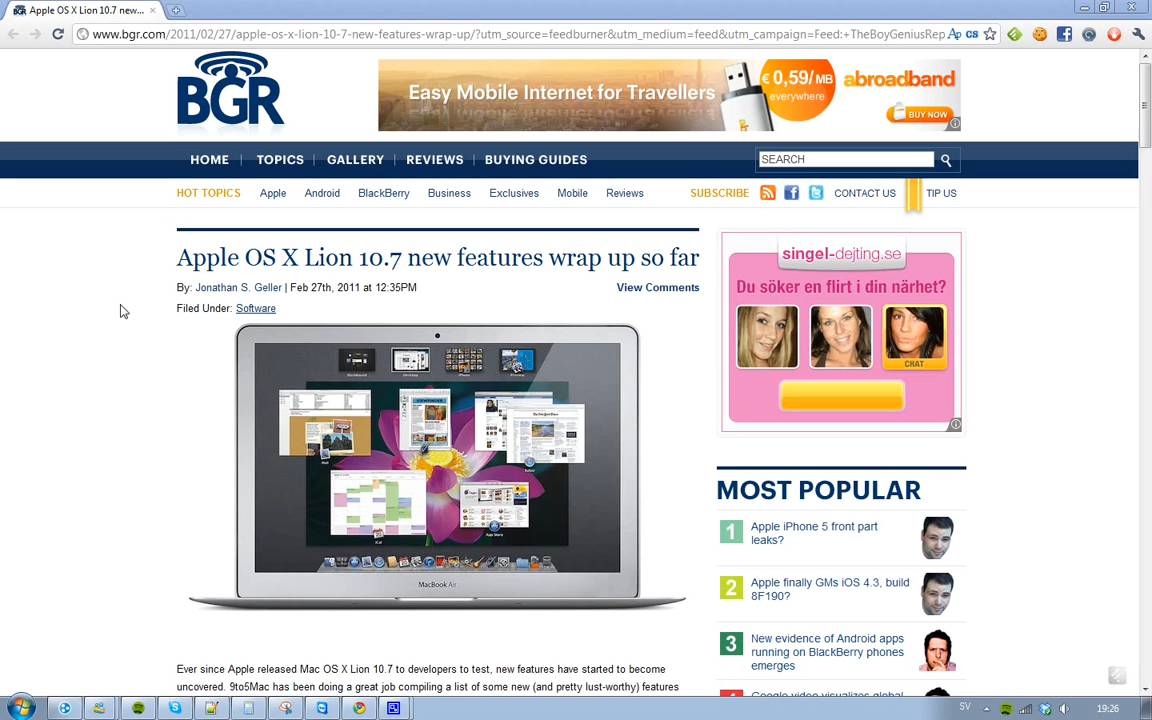 Apple OS X Lion 10.7 new...
www.bgr.com/2011/02/27/apple-os-x-lion-10-7-new-features-wrap-up/?utm_source=feedburner&utm_medium=feed&utm_campaign=Feed:+TheBoyGeniusRep
BGR
Easy Mobile Internet for Travellers
€ 0,59/MB
everywhere
abroadband
BUY NOW
HOME | TOPICS | GALLERY | REVIEWS | BUYING GUIDES
SEARCH
HOT TOPICS Apple Android BlackBerry Business Exclusives Mobile Reviews SUBSCRIBE CONTACT US TIP US
Apple OS X Lion 10.7 new features wrap up so far
By: Jonathan S. Geller | Feb 27th, 2011 at 12:35PM View Comments
Filed Under: Software
MacBook Air
Ever since Apple released Mac OS X Lion 10.7 to developers to test, new features have started to become
uncovered. 9to5Mac has been doing a great job compiling a list of some new (and pretty lust-worthy) features
singel-dejting.se
Du söker en flirt i din närhet?
CHAT
MOST POPULAR
1 Apple iPhone 5 front part
leaks?
2 Apple finally GMs iOS 4.3, build
8F190?
3 New evidence of Android apps
running on BlackBerry phones
emerges
Google video visualizes global
SV
19:26